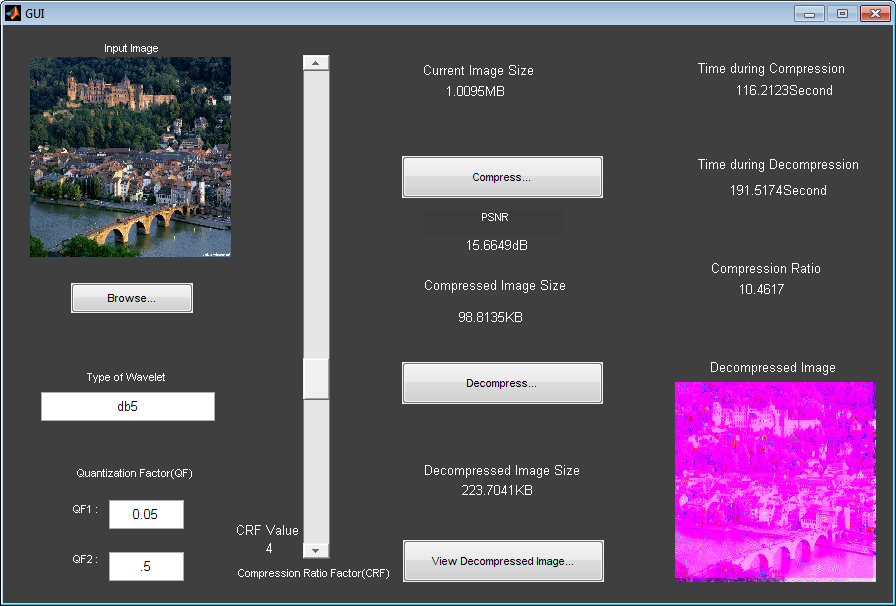 GUI
Input Image
Browse...
Type of Wavelet
db5
Quantization Factor(QF)
QF1 :
0.05
QF2 :
.5
CRF Value
4
Compression Ratio Factor(CRF)
Current Image Size
1.0095MB
Compress...
PSNR
15.6649dB
Compressed Image Size
98.8135KB
Decompress...
Decompressed Image Size
223.7041KB
View Decompressed Image...
Time during Compression
116.2123Second
Time during Decompression
191.5174Second
Compression Ratio
10.4617
Decompressed Image